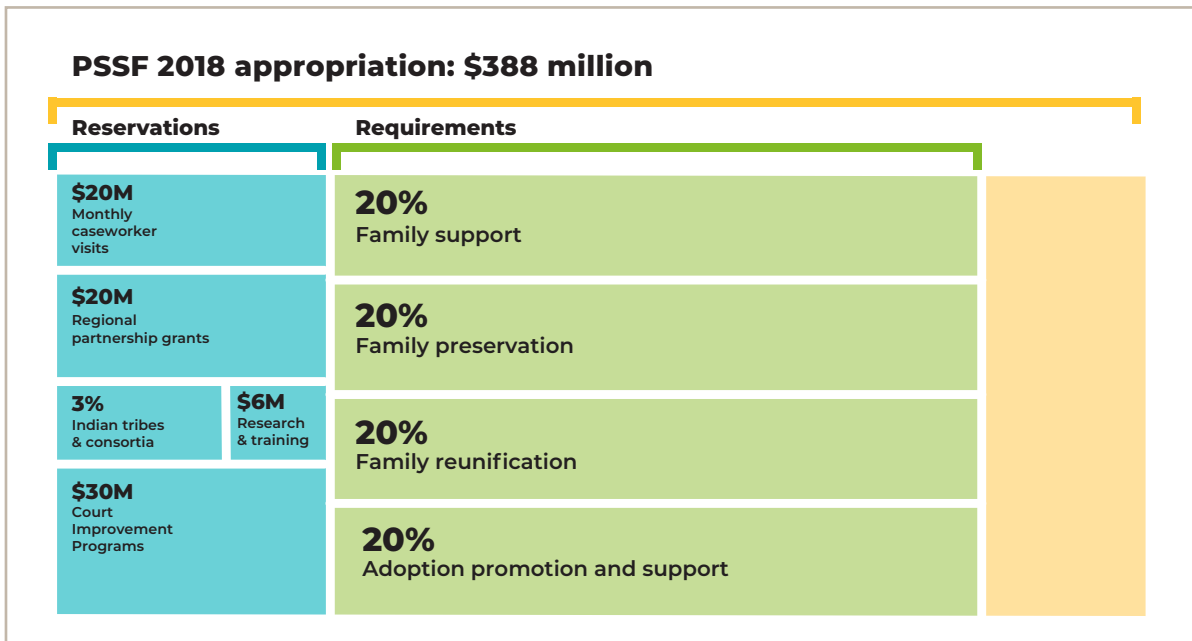 PSSF 2018 appropriation: $388 million
Reservations
Requirements
$20M
Monthly
caseworker
visits
$20M
Regional
partnership grants
3%
Indian tribes
& consortia
$6M
Research
& training
$30M
Court
Improvement
Programs
20%
Family support
20%
Family preservation
20%
Family reunification
20%
Adoption promotion and support